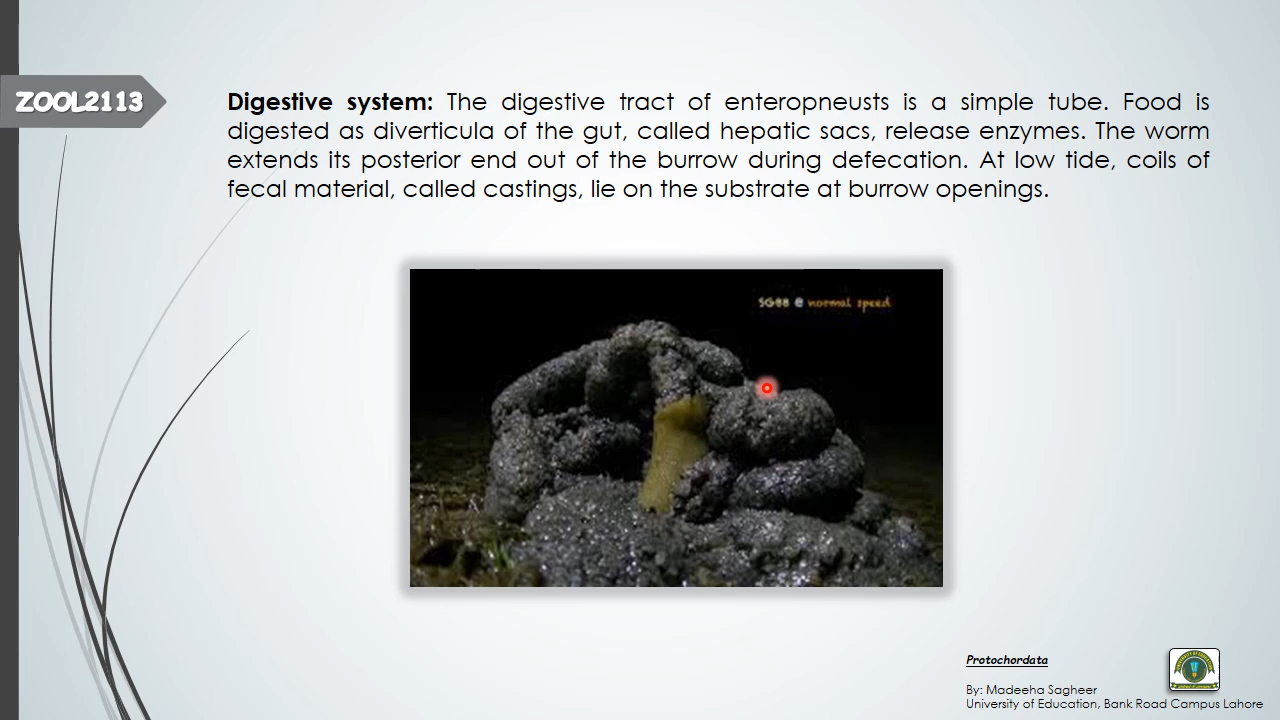 ZOOL2113
Digestive system: The digestive tract of enteropneusts is a simple tube. Food is
digested as diverticula of the gut, called hepatic sacs, release enzymes. The worm
extends its posterior end out of the burrow during defecation. At low tide, coils of
fecal material, called castings, lie on the substrate at burrow openings.
SG88 @ normal speed
Protochordata
By: Madeeha Sagheer
University of Education, Bank Road Campus Lahore